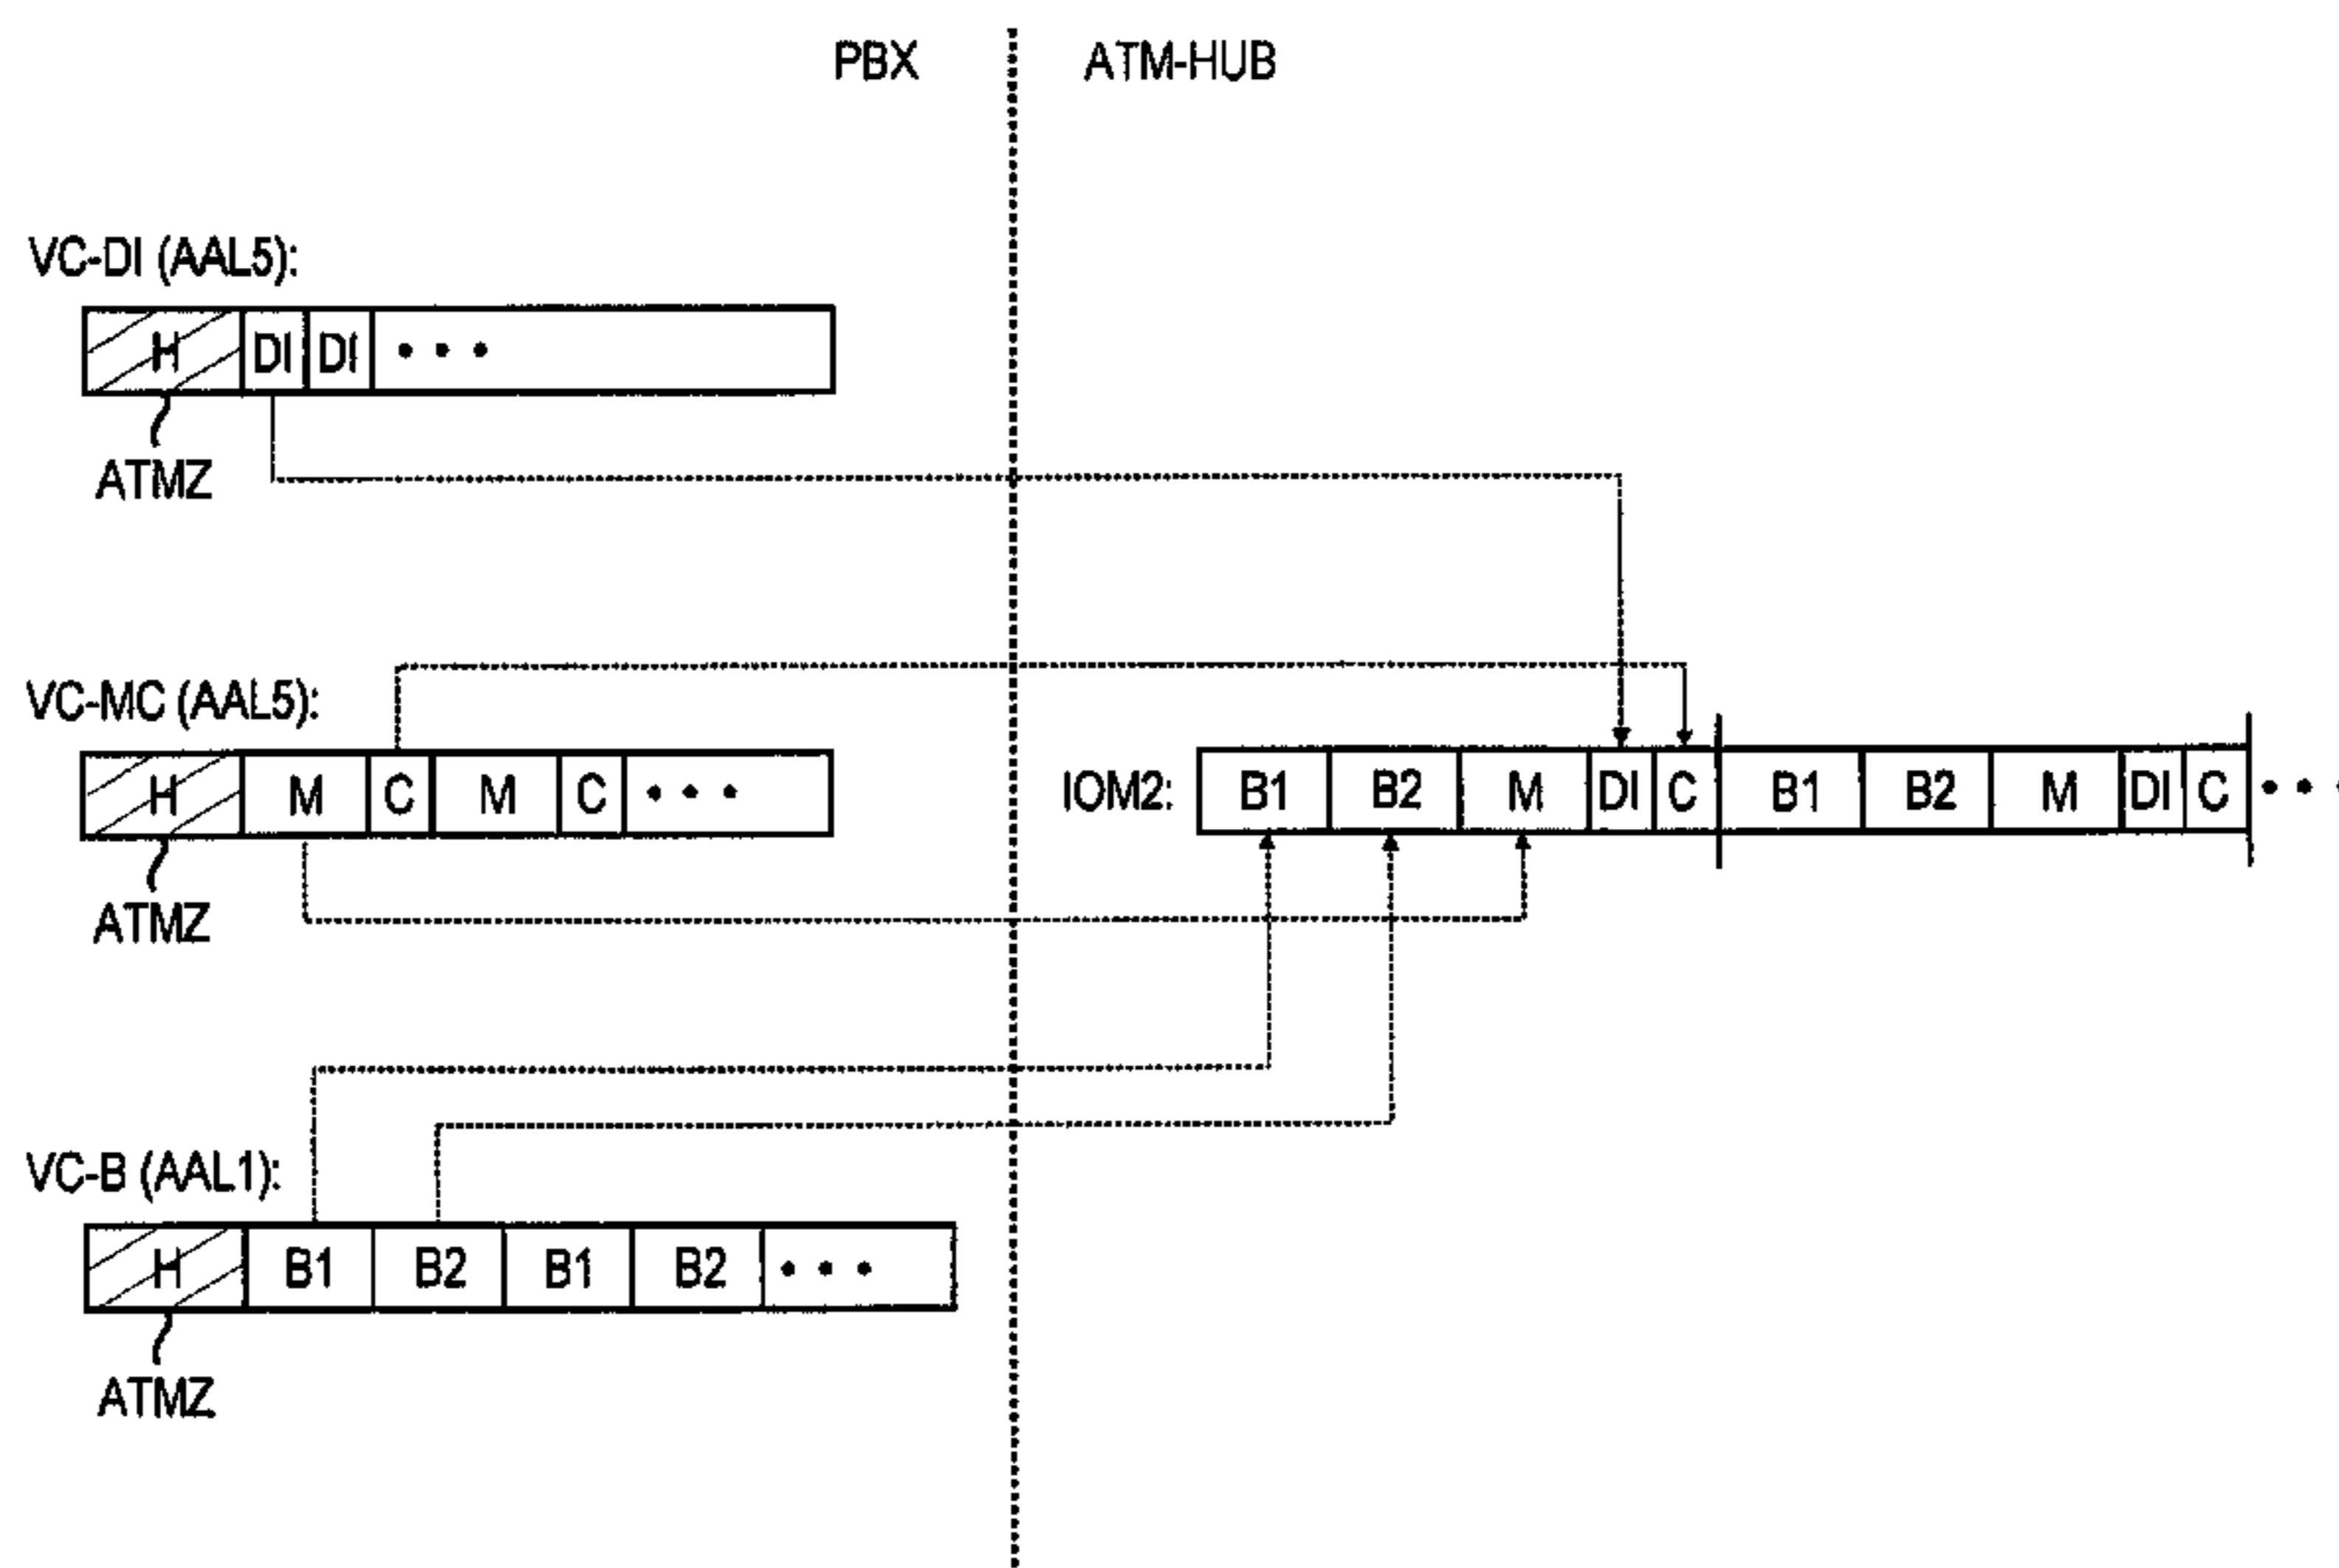 PBX ATM-HUB
VC-DI (AAL5):
H DI DI • • •
ATMZ
VC-MC (AAL5):
H M C M C • • •
ATMZ
IOM2: B1 B2 M DI C B1 B2 M DI C • • •
VC-B (AAL1):
H B1 B2 B1 B2 • • •
ATMZ